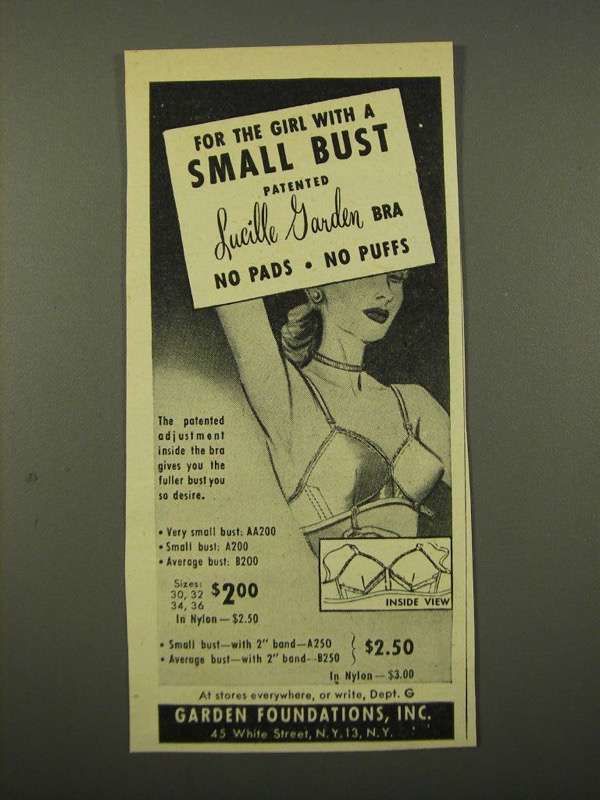 FOR THE GIRL WITH A
SMALL BUST
PATENTED
Lucille Garden BRA
NO PADS • NO PUFFS
The patented
adjustment
inside the bra
gives you the
fuller bust you
so desire.
• Very small bust: AA200
• Small bust: A200
• Average bust: B200
Sizes:
30, 32
34, 36
$2.00
In Nylon—$2.50
INSIDE VIEW
• Small bust—with 2" band—A250
• Average bust—with 2" band—B250
$2.50
In Nylon—$3.00
At stores everywhere, or write, Dept. G
GARDEN FOUNDATIONS, INC.
45 White Street, N.Y. 13, N.Y.